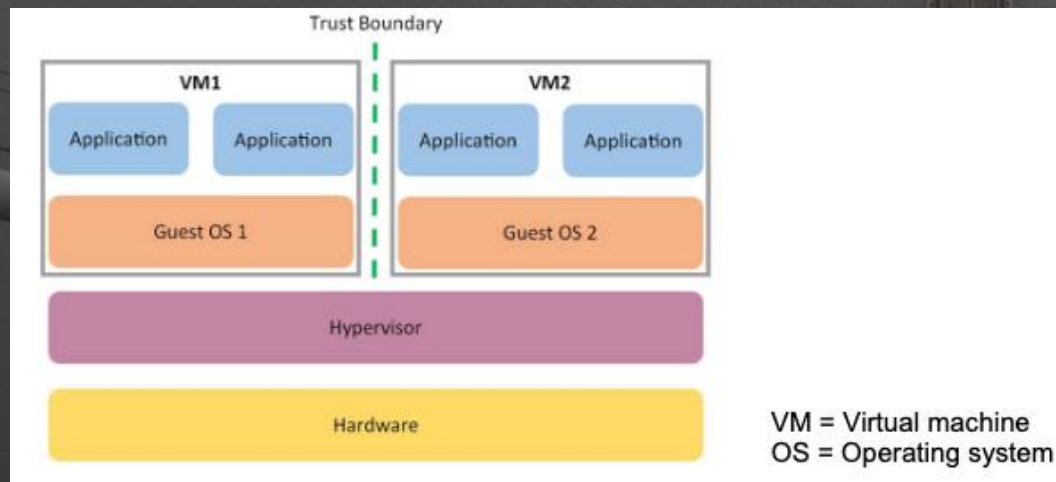 Trust Boundary
VM1
VM2
Application
Application
Application
Application
Guest OS 1
Guest OS 2
Hypervisor
Hardware
VM = Virtual machine
OS = Operating system